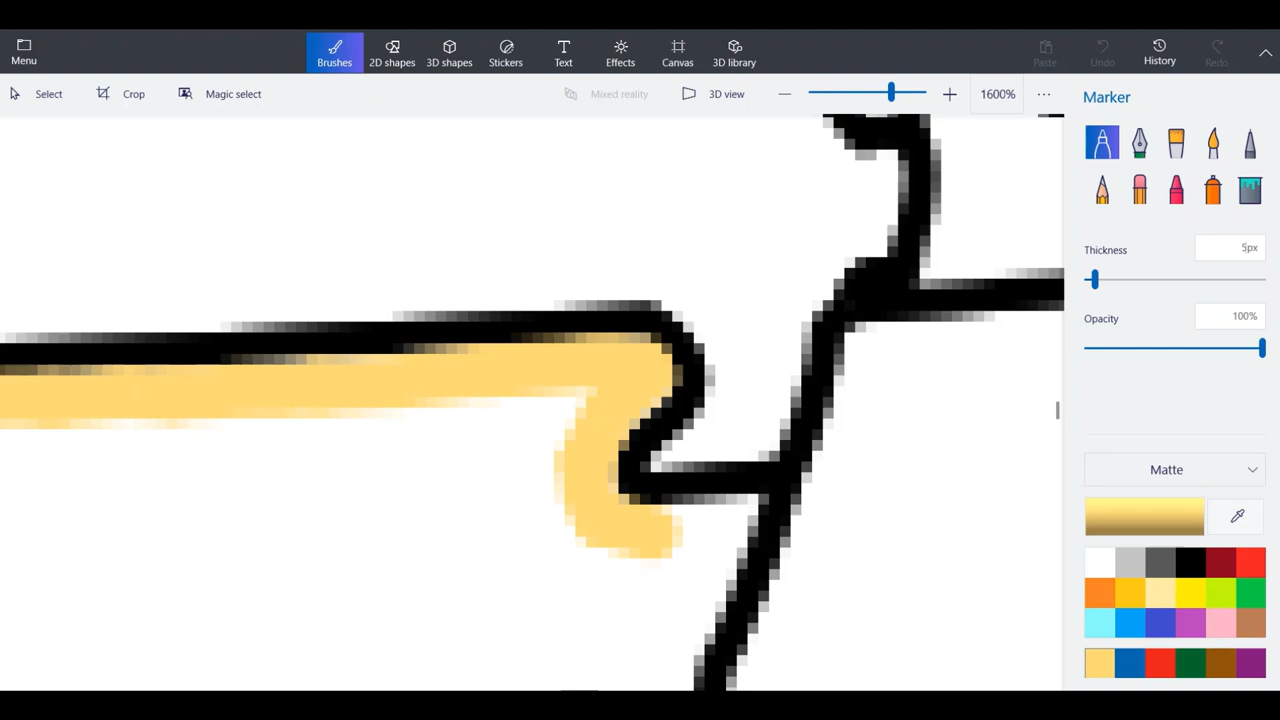 Menu
Brushes
2D shapes
3D shapes
Stickers
Text
Effects
Canvas
3D library
Paste
Undo
History
Redo
Select
Crop
Magic select
Mixed reality
3D view
1600%
Marker
Thickness
5px
Opacity
100%
Matte